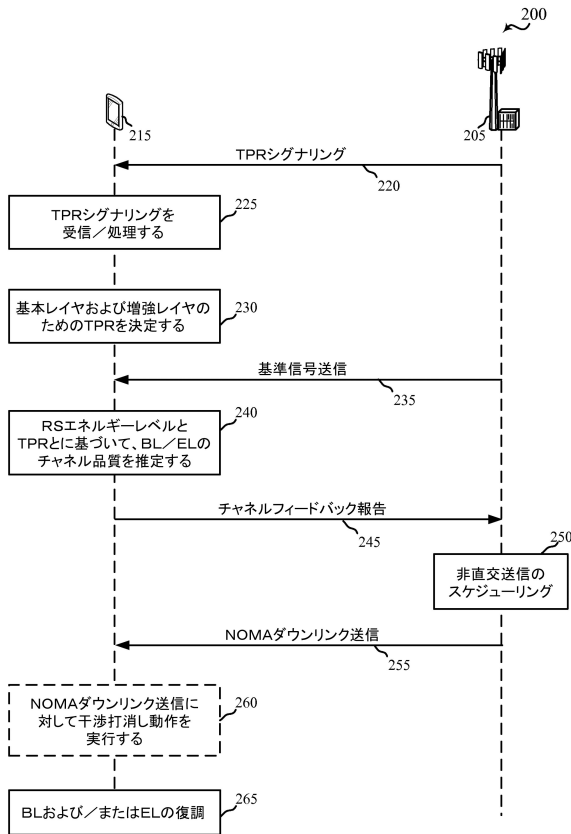 200
215
205
TPRシグナリング
220
TPRシグナリングを
受信／処理する
225
基本レイヤおよび増強レイヤの
ためのTPRを決定する
230
基準信号送信
235
RSエネルギーレベルと
TPRとに基づいて、BL／ELの
チャネル品質を推定する
240
チャネルフィードバック報告
245
非直交送信の
スケジューリング
250
NOMAダウンリンク送信
255
NOMAダウンリンク送信に
対して干渉打消し動作を
実行する
260
BLおよび／またはELの復調
265